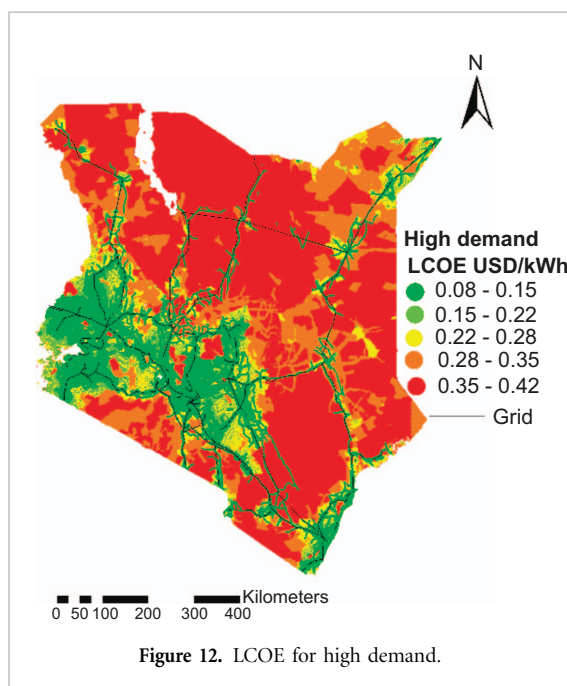 N
High demand
LCOE USD/kWh
0.08 - 0.15
0.15 - 0.22
0.22 - 0.28
0.28 - 0.35
0.35 - 0.42
Grid
Kilometers
0 50 100 200 300 400
Figure 12. LCOE for high demand.